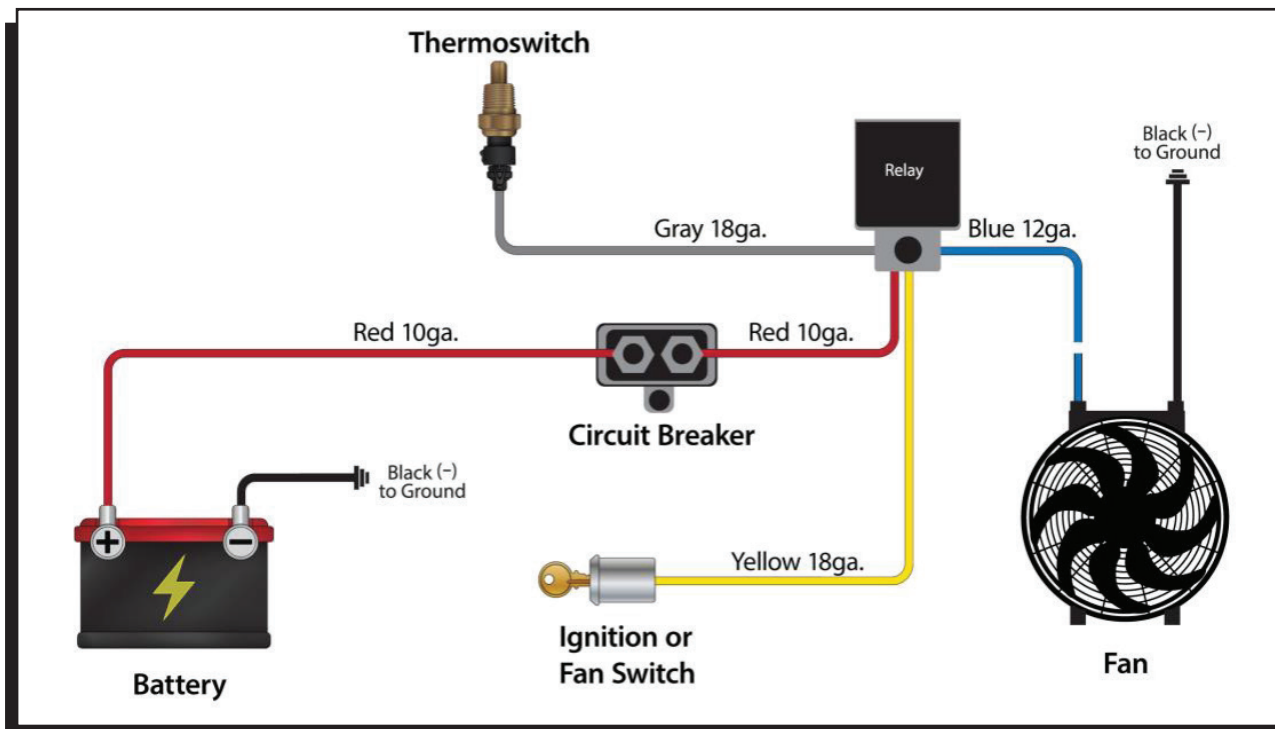 Thermoswitch
Black (–)
to Ground
Relay
Gray 18ga.
Blue 12ga.
Red 10ga.
Red 10ga.
Circuit Breaker
Black (–)
to Ground
+
–
Yellow 18ga.
Ignition or
Fan Switch
Fan
Battery